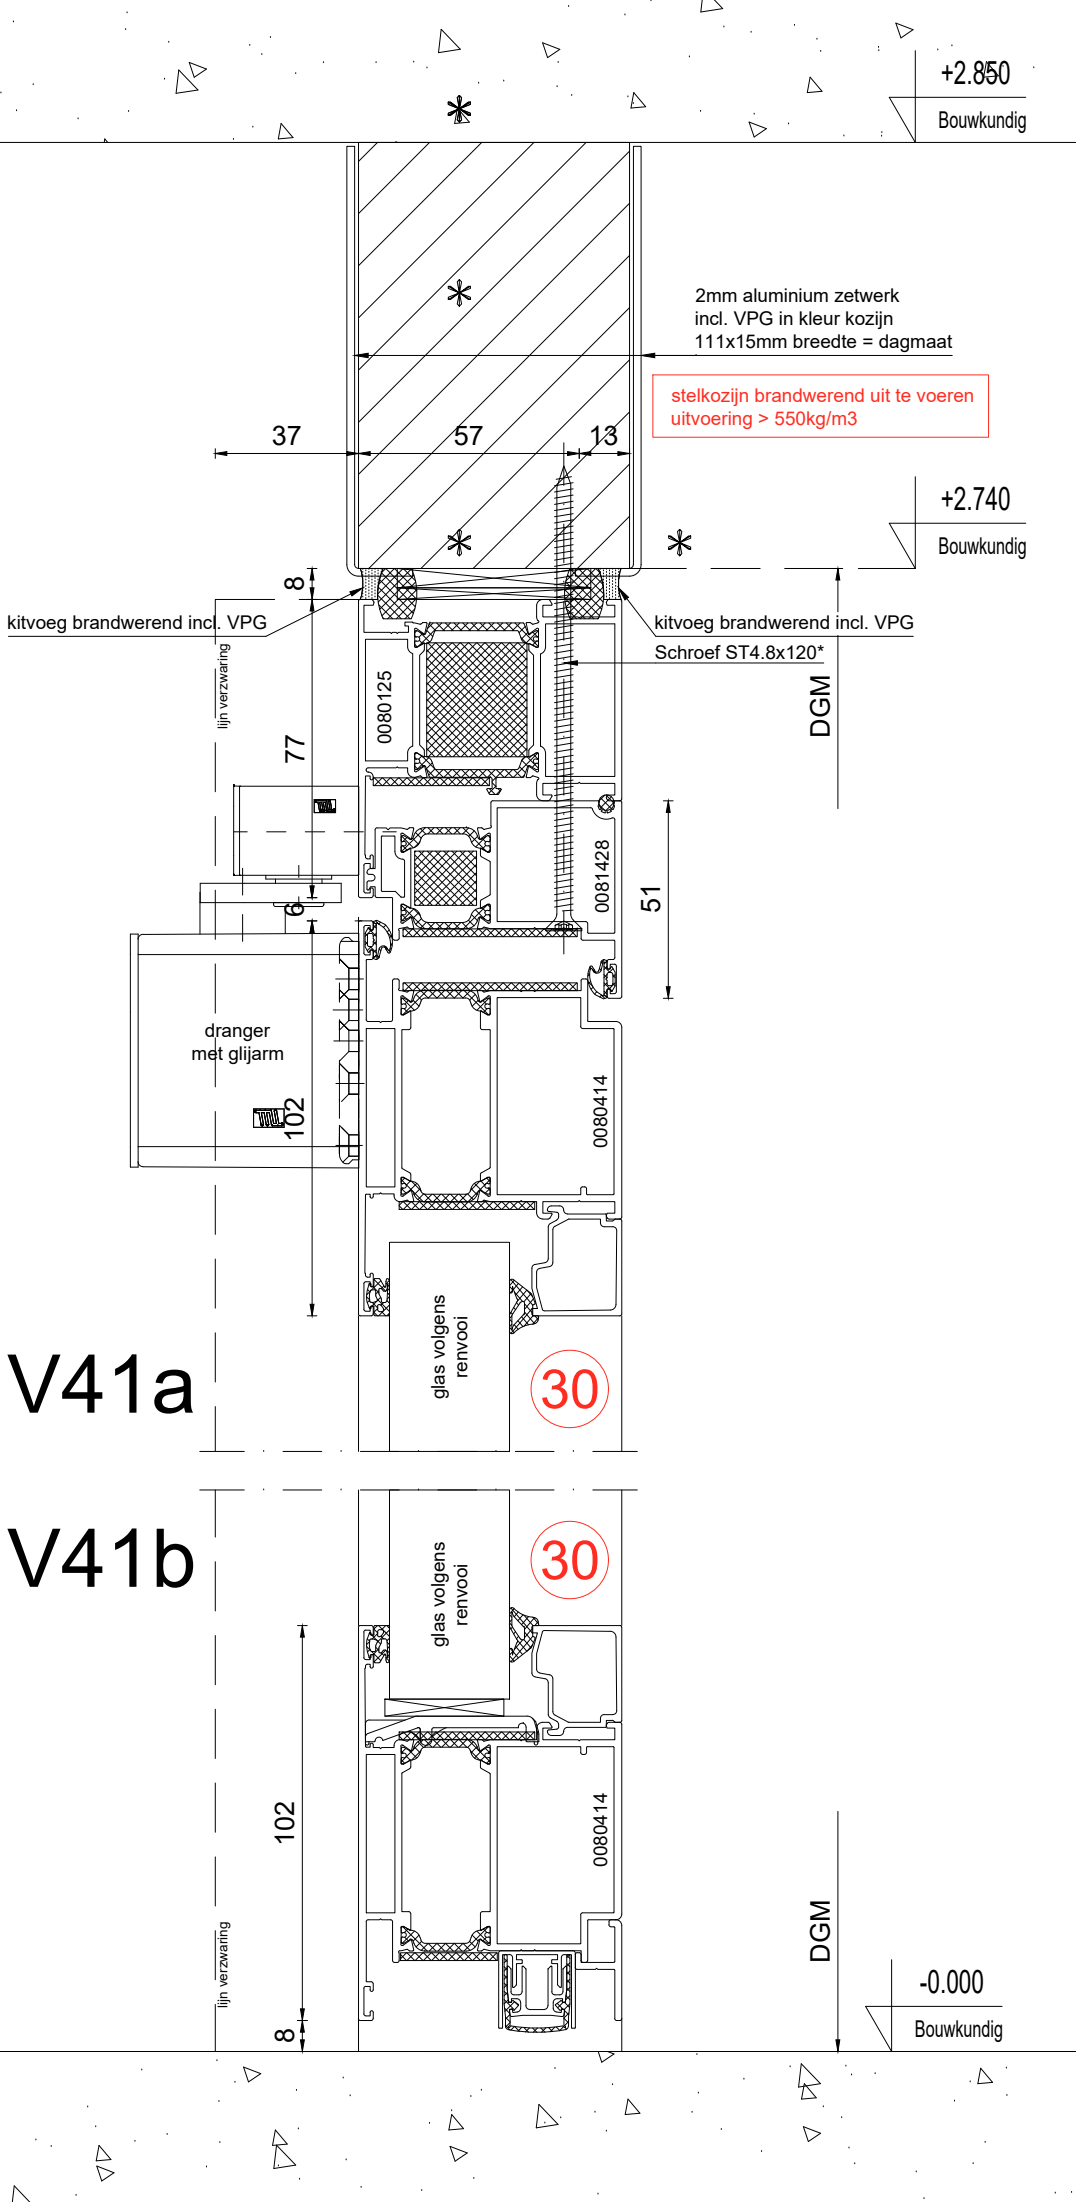 +2.850
Bouwkundig
2mm aluminium zetwerk
incl. VPG in kleur kozijn
111x15mm breedte = dagmaat
stelkozijn brandwerend uit te voeren
uitvoering > 550kg/m3
37
57
13
+2.740
Bouwkundig
8
kitvoeg brandwerend incl. VPG
kitvoeg brandwerend incl. VPG
Schroef ST4.8x120*
lijn verzwaring
0080125
DGM
77
0081428
51
6
dranger
met glijarm
102
0080414
glas volgens
renvooi
V41a
30
V41b
30
glas volgens
renvooi
102
0080414
lijn verzwaring
DGM
-0.000
Bouwkundig
8